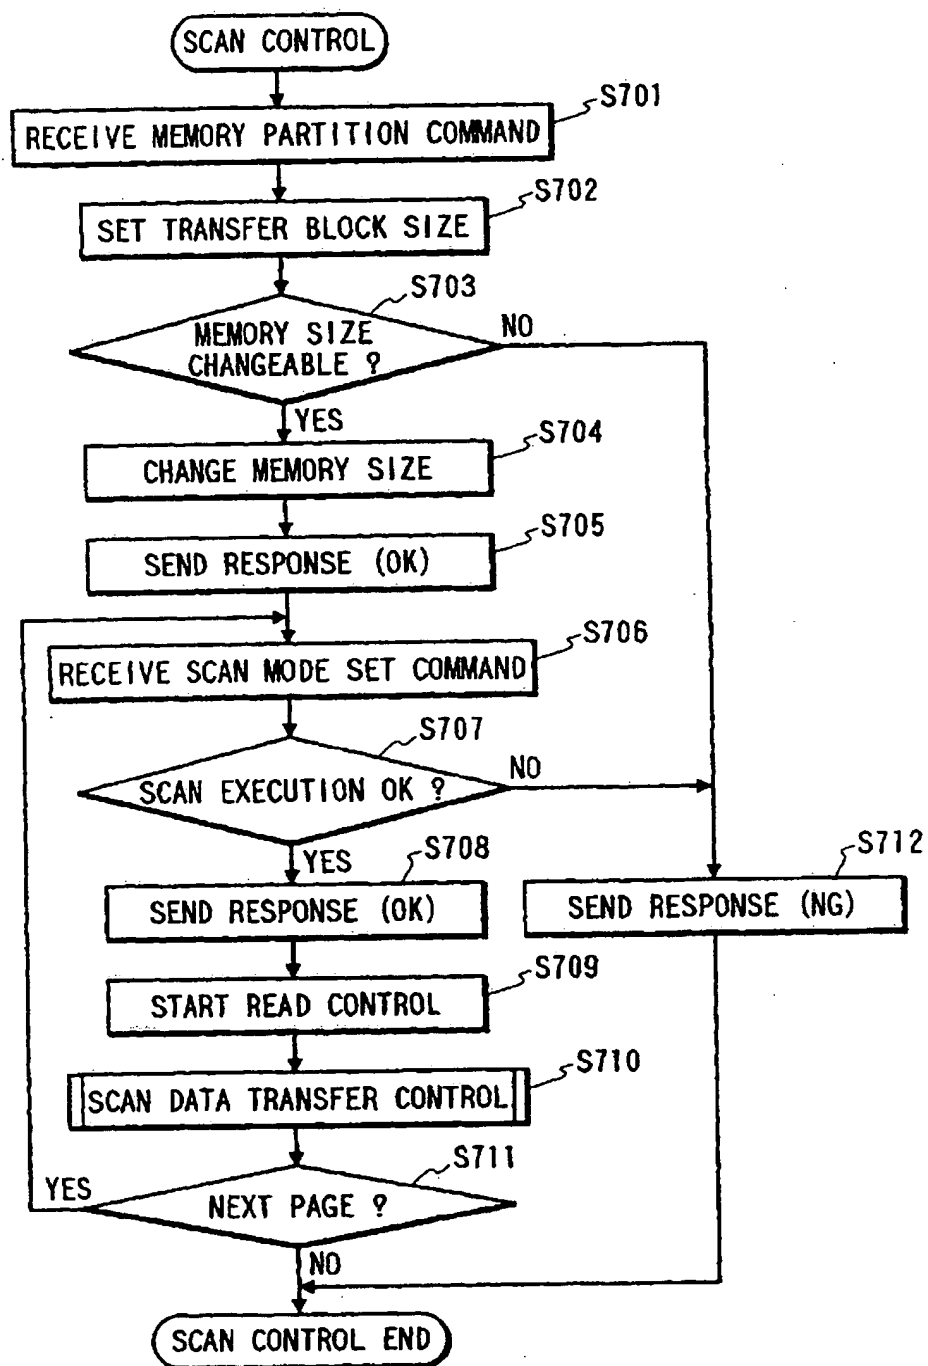 SCAN CONTROL
S701
RECEIVE MEMORY PARTITION COMMAND
S702
SET TRANSFER BLOCK SIZE
S703
MEMORY SIZE
CHANGEABLE ?
NO
YES
S704
CHANGE MEMORY SIZE
S705
SEND RESPONSE (OK)
S706
RECEIVE SCAN MODE SET COMMAND
S707
SCAN EXECUTION OK ?
NO
YES
S708
SEND RESPONSE (OK)
S712
SEND RESPONSE (NG)
S709
START READ CONTROL
S710
SCAN DATA TRANSFER CONTROL
S711
YES
NEXT PAGE ?
NO
SCAN CONTROL END